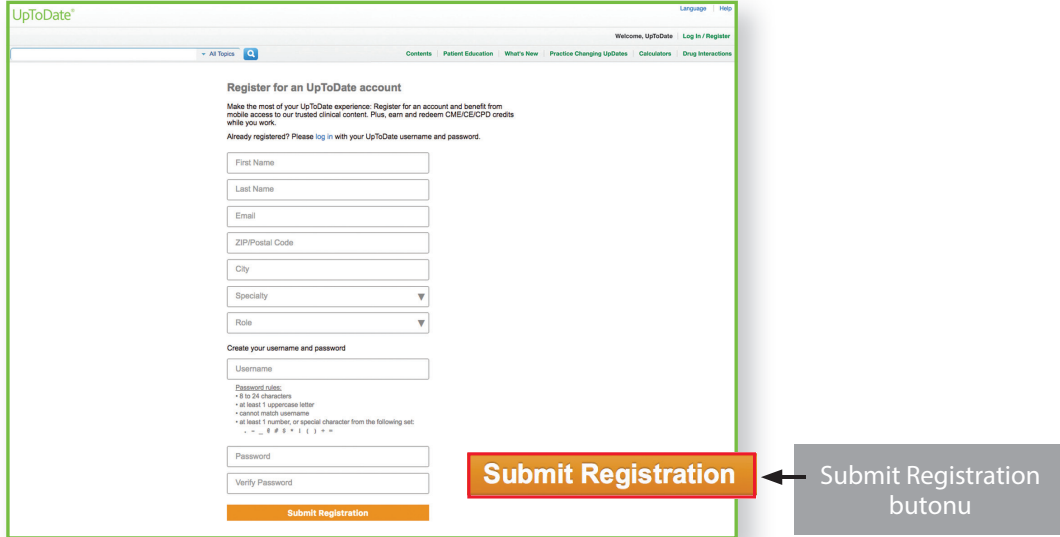 UpToDate®
Language | Help
Welcome, UpToDate | Log In / Register
All Topics
Contents | Patient Education | What's New | Practice Changing UpDates | Calculators | Drug Interactions
Register for an UpToDate account
Make the most of your UpToDate experience: Register for an account and benefit from
mobile access to our trusted clinical content. Plus, earn and redeem CME/CE/CPD credits
while you work.
Already registered? Please log in with your UpToDate username and password.
First Name
Last Name
Email
ZIP/Postal Code
City
Specialty
Role
Create your username and password
Username
Password rules:
• 8 to 24 characters
• at least 1 uppercase letter
• cannot match username
• at least 1 number, or special character from the following set:
Password
Verify Password
Submit Registration
Submit Registration
Submit Registration
butonu